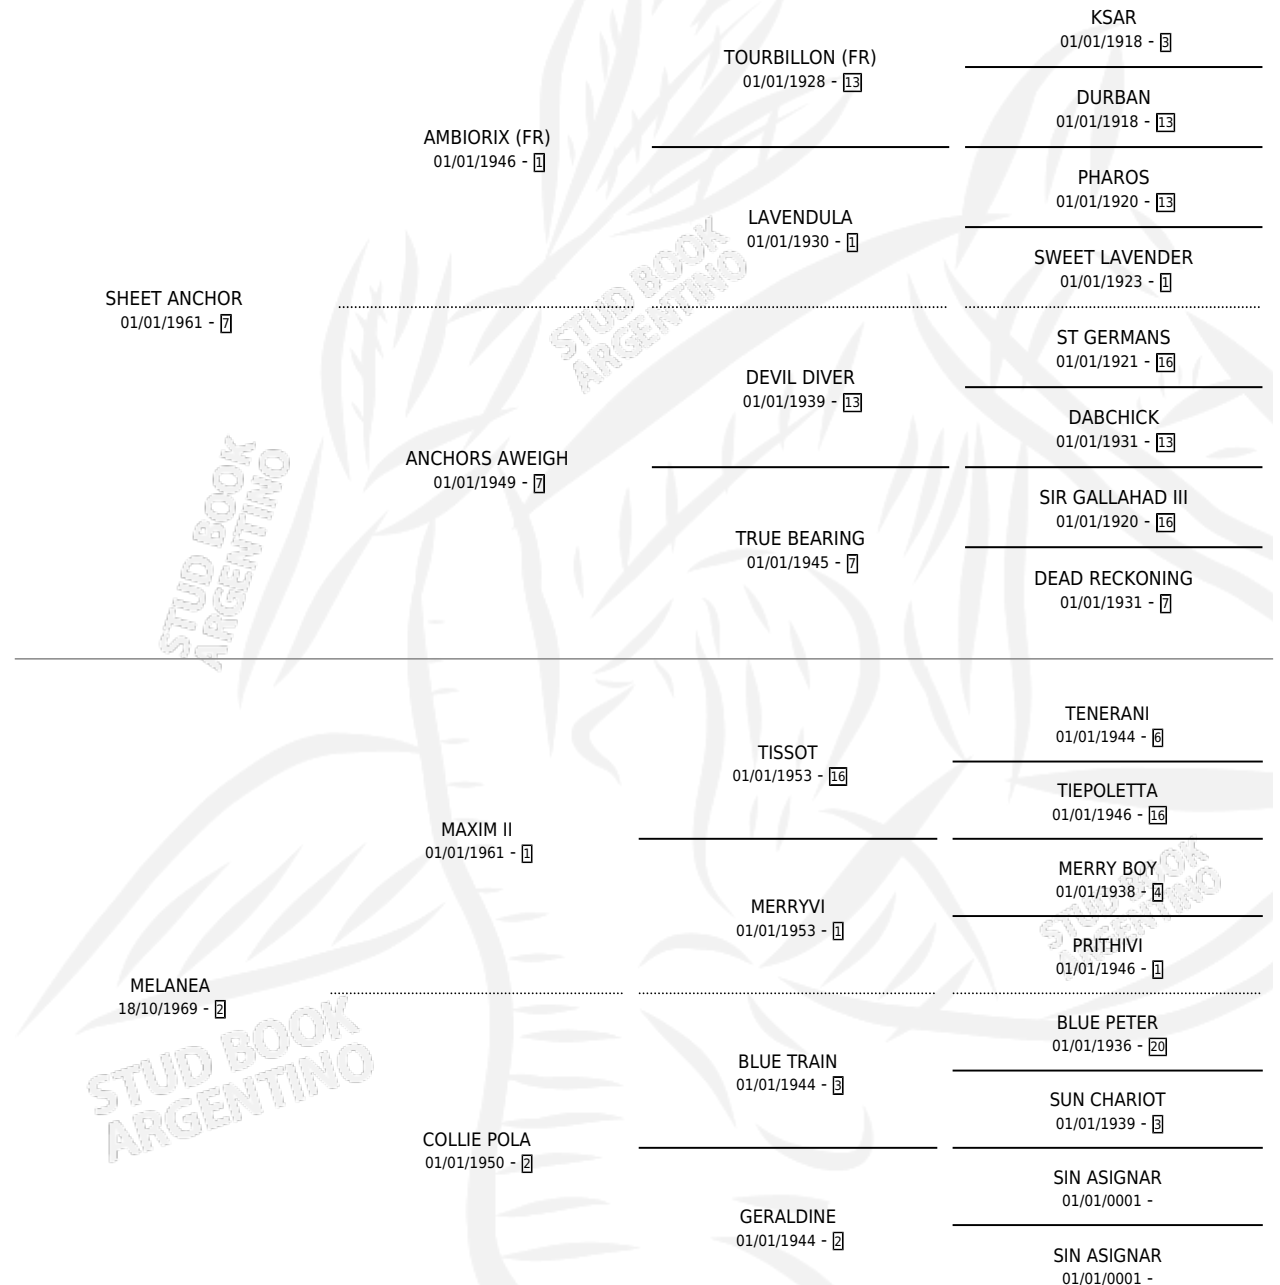 KSAR
01/01/1918 - 3
TOURBILLON (FR)
01/01/1928 - 13
DURBAN
01/01/1918 - 13
AMBIORIX (FR)
01/01/1946 - 1
PHAROS
01/01/1920 - 13
LAVENDULA
01/01/1930 - 1
SWEET LAVENDER
01/01/1923 - 1
SHEET ANCHOR
01/01/1961 - 7
STUD BOOK
ARGENTINO
ST GERMANS
01/01/1921 - 16
DEVIL DIVER
01/01/1939 - 13
DABCHICK
01/01/1931 - 13
ANCHORS AWEIGH
01/01/1949 - 7
SIR GALLAHAD III
01/01/1920 - 16
TRUE BEARING
01/01/1945 - 7
DEAD RECKONING
01/01/1931 - 7
STUD BOOK
ARGENTINO
TENERANI
01/01/1944 - 6
TISSOT
01/01/1953 - 16
TIEPOLETTA
01/01/1946 - 16
MAXIM II
01/01/1961 - 1
MERRY BOY
01/01/1938 - 4
MERRYVI
01/01/1953 - 1
STUD BOOK
ARGENTINO
PRITHIVI
01/01/1946 - 1
MELANEA
18/10/1969 - 2
STUD BOOK
ARGENTINO
BLUE PETER
01/01/1936 - 20
BLUE TRAIN
01/01/1944 - 3
SUN CHARIOT
01/01/1939 - 3
COLLIE POLA
01/01/1950 - 2
SIN ASIGNAR
01/01/0001 -
GERALDINE
01/01/1944 - 2
SIN ASIGNAR
01/01/0001 -